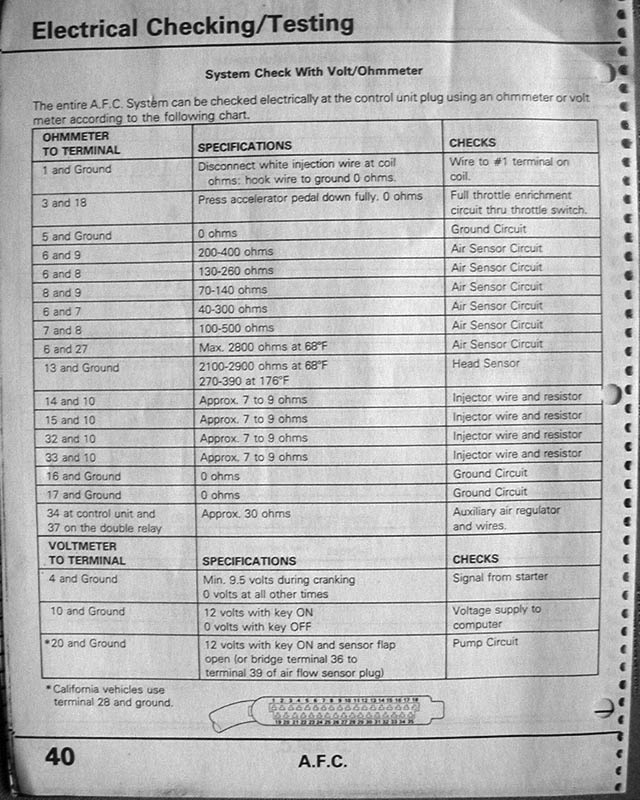 Electrical Checking/Testing
System Check With Volt/Ohmmeter
The entire A.F.C. System can be checked electrically at the control unit plug using an ohmmeter or volt
meter according to the following chart.
OHMMETER
TO TERMINAL SPECIFICATIONS CHECKS
1 and Ground Disconnect white injection wire at coil Wire to #1 terminal on
ohms: hook wire to ground 0 ohms. coil.
3 and 18 Press accelerator pedal down fully. 0 ohms Full throttle enrichment
circuit thru throttle switch.
5 and Ground 0 ohms Ground Circuit
6 and 9 200-400 ohms Air Sensor Circuit
6 and 8 130-260 ohms Air Sensor Circuit
8 and 9 70-140 ohms Air Sensor Circuit
6 and 7 40-300 ohms Air Sensor Circuit
7 and 8 100-500 ohms Air Sensor Circuit
6 and 27 Max. 2800 ohms at 68°F Air Sensor Circuit
13 and Ground 2100-2900 ohms at 68°F Head Sensor
270-390 at 176°F
14 and 10 Approx. 7 to 9 ohms Injector wire and resistor
15 and 10 Approx. 7 to 9 ohms Injector wire and resistor
32 and 10 Approx. 7 to 9 ohms Injector wire and resistor
33 and 10 Approx. 7 to 9 ohms Injector wire and resistor
16 and Ground 0 ohms Ground Circuit
17 and Ground 0 ohms Ground Circuit
34 at control unit and Approx. 30 ohms Auxiliary air regulator
37 on the double relay and wires.
VOLTMETER
TO TERMINAL SPECIFICATIONS CHECKS
4 and Ground Min. 9.5 volts during cranking Signal from starter
0 volts at all other times
10 and Ground 12 volts with key ON Voltage supply to
0 volts with key OFF computer
*20 and Ground 12 volts with key ON and sensor flap Pump Circuit
open (or bridge terminal 36 to
terminal 39 of air flow sensor plug)
*California vehicles use
terminal 28 and ground.
1 2 3 4 5 6 7 8 9 10 11 12 13 14 15 16 17 18
19 20 21 22 23 24 25 26 27 28 29 30 31 32 33 34 35
40 A.F.C.